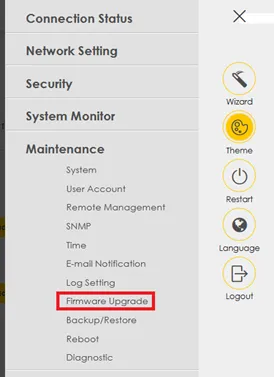 Connection Status
Network Setting
Security
System Monitor
Maintenance
System
User Account
Remote Management
SNMP
Time
E-mail Notification
Log Setting
Firmware Upgrade
Backup/Restore
Reboot
Diagnostic
Wizard
Theme
Restart
Language
Logout